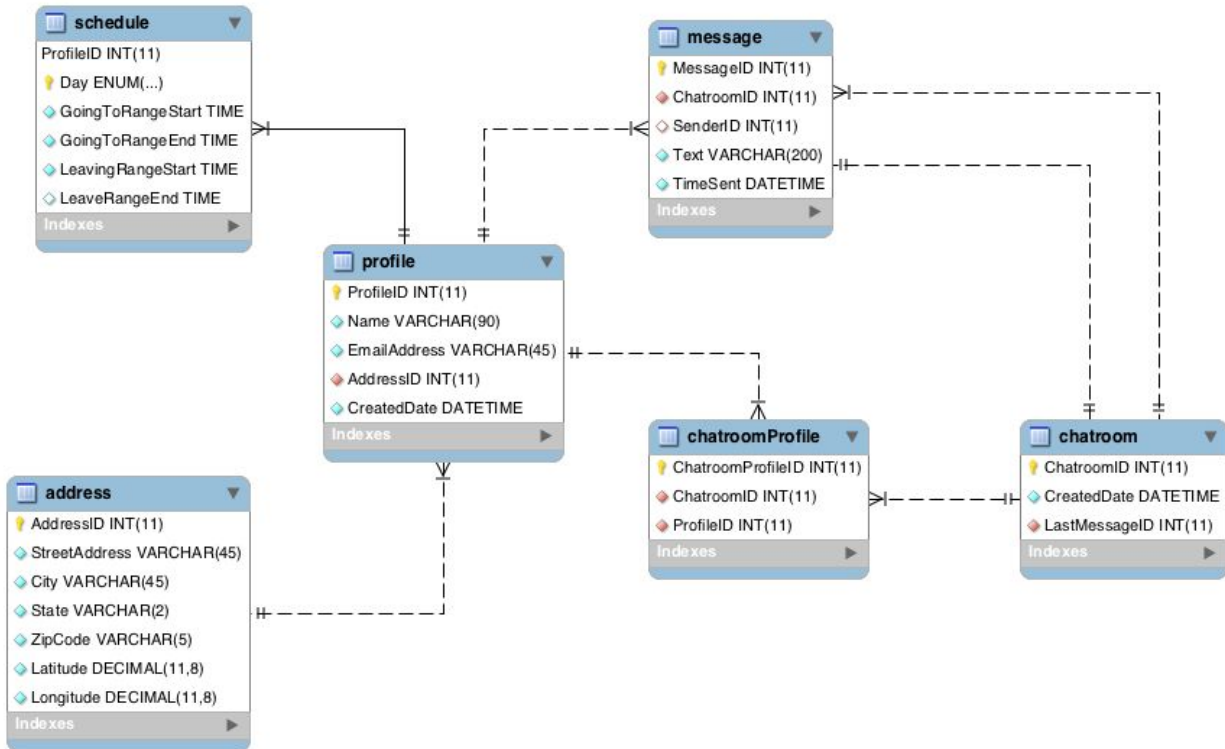 schedule
ProfileID INT(11)
Day ENUM(...)
GoingToRangeStart TIME
GoingToRangeEnd TIME
LeavingRangeStart TIME
LeaveRangeEnd TIME
Indexes
message
MessageID INT(11)
ChatroomID INT(11)
SenderID INT(11)
Text VARCHAR(200)
TimeSent DATETIME
Indexes
profile
ProfileID INT(11)
Name VARCHAR(90)
EmailAddress VARCHAR(45)
AddressID INT(11)
CreatedDate DATETIME
Indexes
chatroomProfile
ChatroomProfileID INT(11)
ChatroomID INT(11)
ProfileID INT(11)
Indexes
chatroom
ChatroomID INT(11)
CreatedDate DATETIME
LastMessageID INT(11)
Indexes
address
AddressID INT(11)
StreetAddress VARCHAR(45)
City VARCHAR(45)
State VARCHAR(2)
ZipCode VARCHAR(5)
Latitude DECIMAL(11,8)
Longitude DECIMAL(11,8)
Indexes